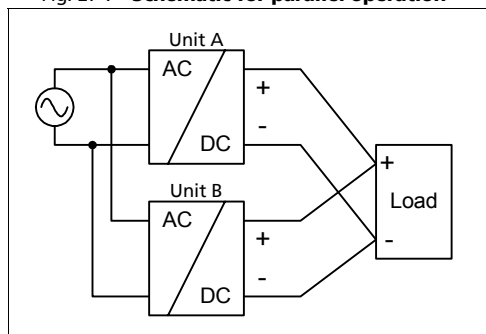 Schematic for parallel operation
Unit A
AC
+
-
DC
Unit B
AC
+
-
DC
+
Load
-